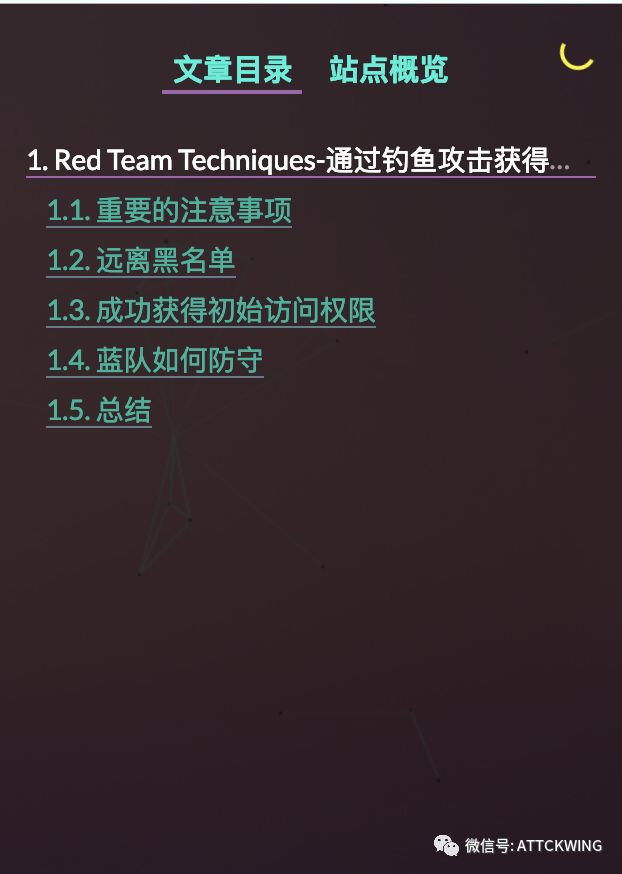 文章目录 站点概览
1. Red Team Techniques-通过钓鱼攻击获得...
1.1. 重要的注意事项
1.2. 远离黑名单
1.3. 成功获得初始访问权限
1.4. 蓝队如何防守
1.5. 总结
微信号: ATTCKWING